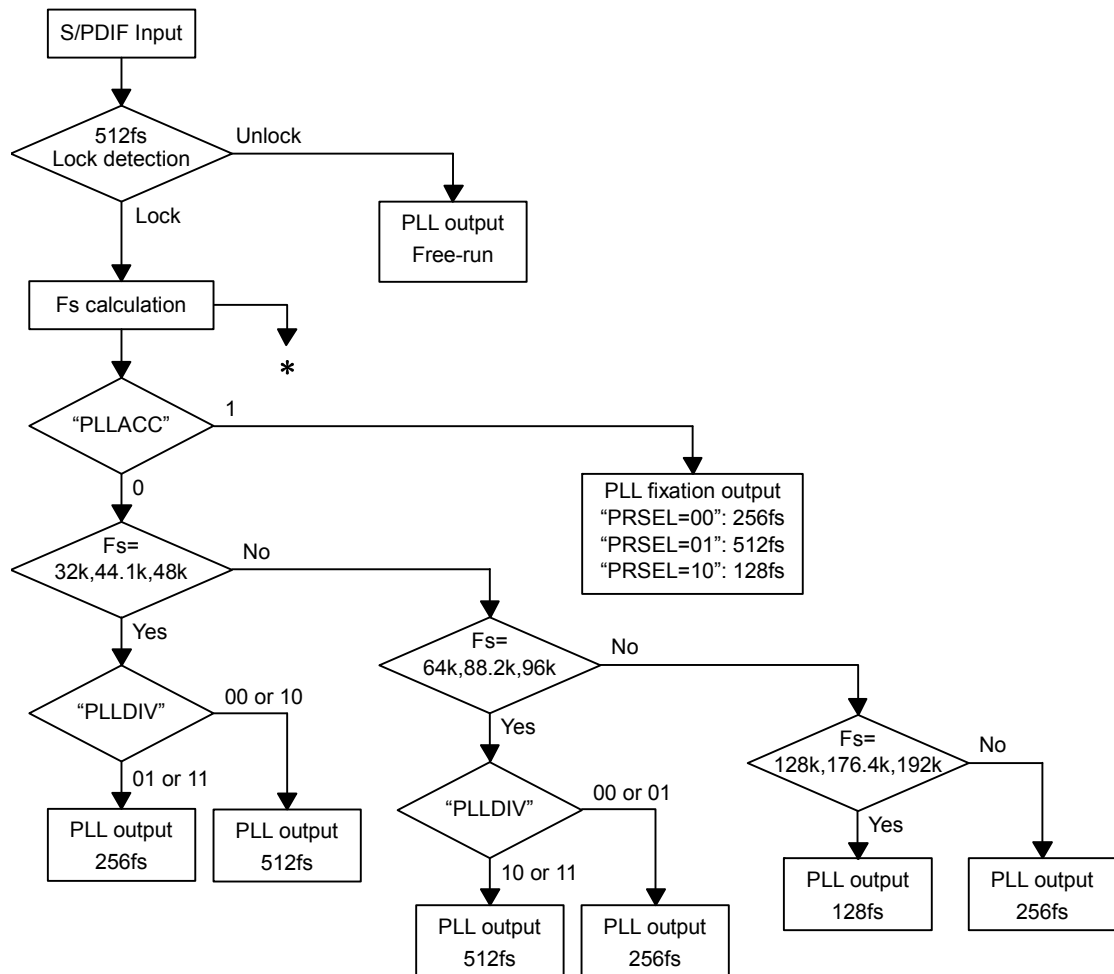 S/PDIF Input
512fs
Lock detection
Unlock
Lock
PLL output
Free-run
Fs calculation
*
“PLLACC”
1
0
PLL fixation output
“PRSEL=00”: 256fs
“PRSEL=01”: 512fs
“PRSEL=10”: 128fs
Fs=
32k,44.1k,48k
No
Yes
Fs=
64k,88.2k,96k
No
Yes
“PLLDIV”
00 or 10
01 or 11
Fs=
128k,176.4k,192k
No
Yes
“PLLDIV”
00 or 01
10 or 11
PLL output
256fs
PLL output
512fs
PLL output
128fs
PLL output
256fs
PLL output
512fs
PLL output
256fs